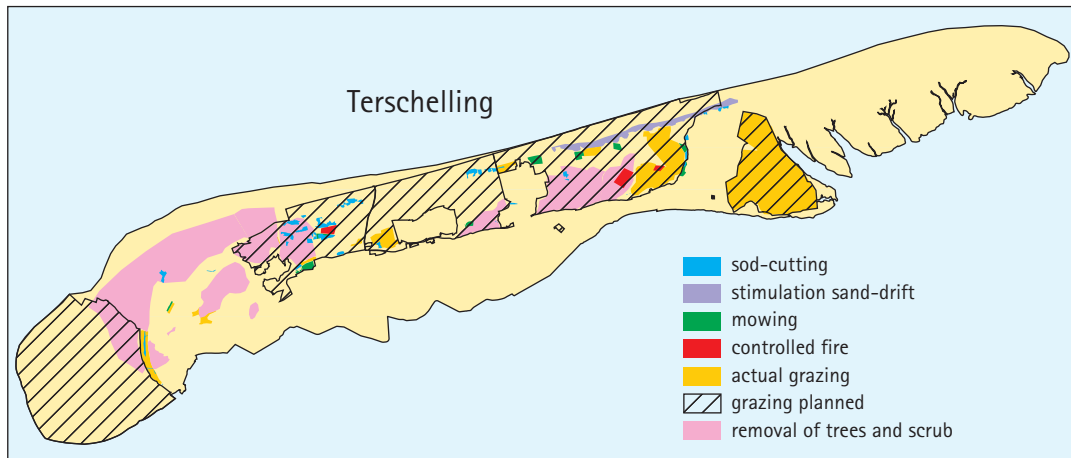 Terschelling
sod-cutting
stimulation sand-drift
mowing
controlled fire
actual grazing
grazing planned
removal of trees and scrub